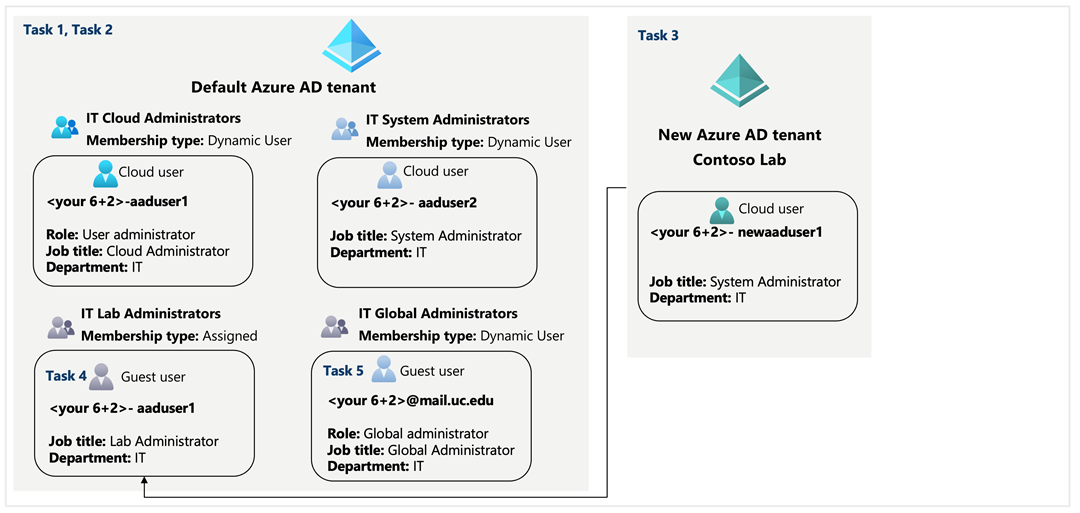 Task 1, Task 2
Default Azure AD tenant
IT Cloud Administrators
Membership type: Dynamic User
Cloud user
<your 6+2>-aaduser1
Role: User administrator
Job title: Cloud Administrator
Department: IT
IT System Administrators
Membership type: Dynamic User
Cloud user
<your 6+2>- aaduser2
Job title: System Administrator
Department: IT
IT Lab Administrators
Membership type: Assigned
Task 4
Guest user
<your 6+2>- aaduser1
Job title: Lab Administrator
Department: IT
IT Global Administrators
Membership type: Dynamic User
Task 5
Guest user
<your 6+2>@mail.uc.edu
Role: Global administrator
Job title: Global Administrator
Department: IT
Task 3
New Azure AD tenant
Contoso Lab
Cloud user
<your 6+2>- newaaduser1
Job title: System Administrator
Department: IT